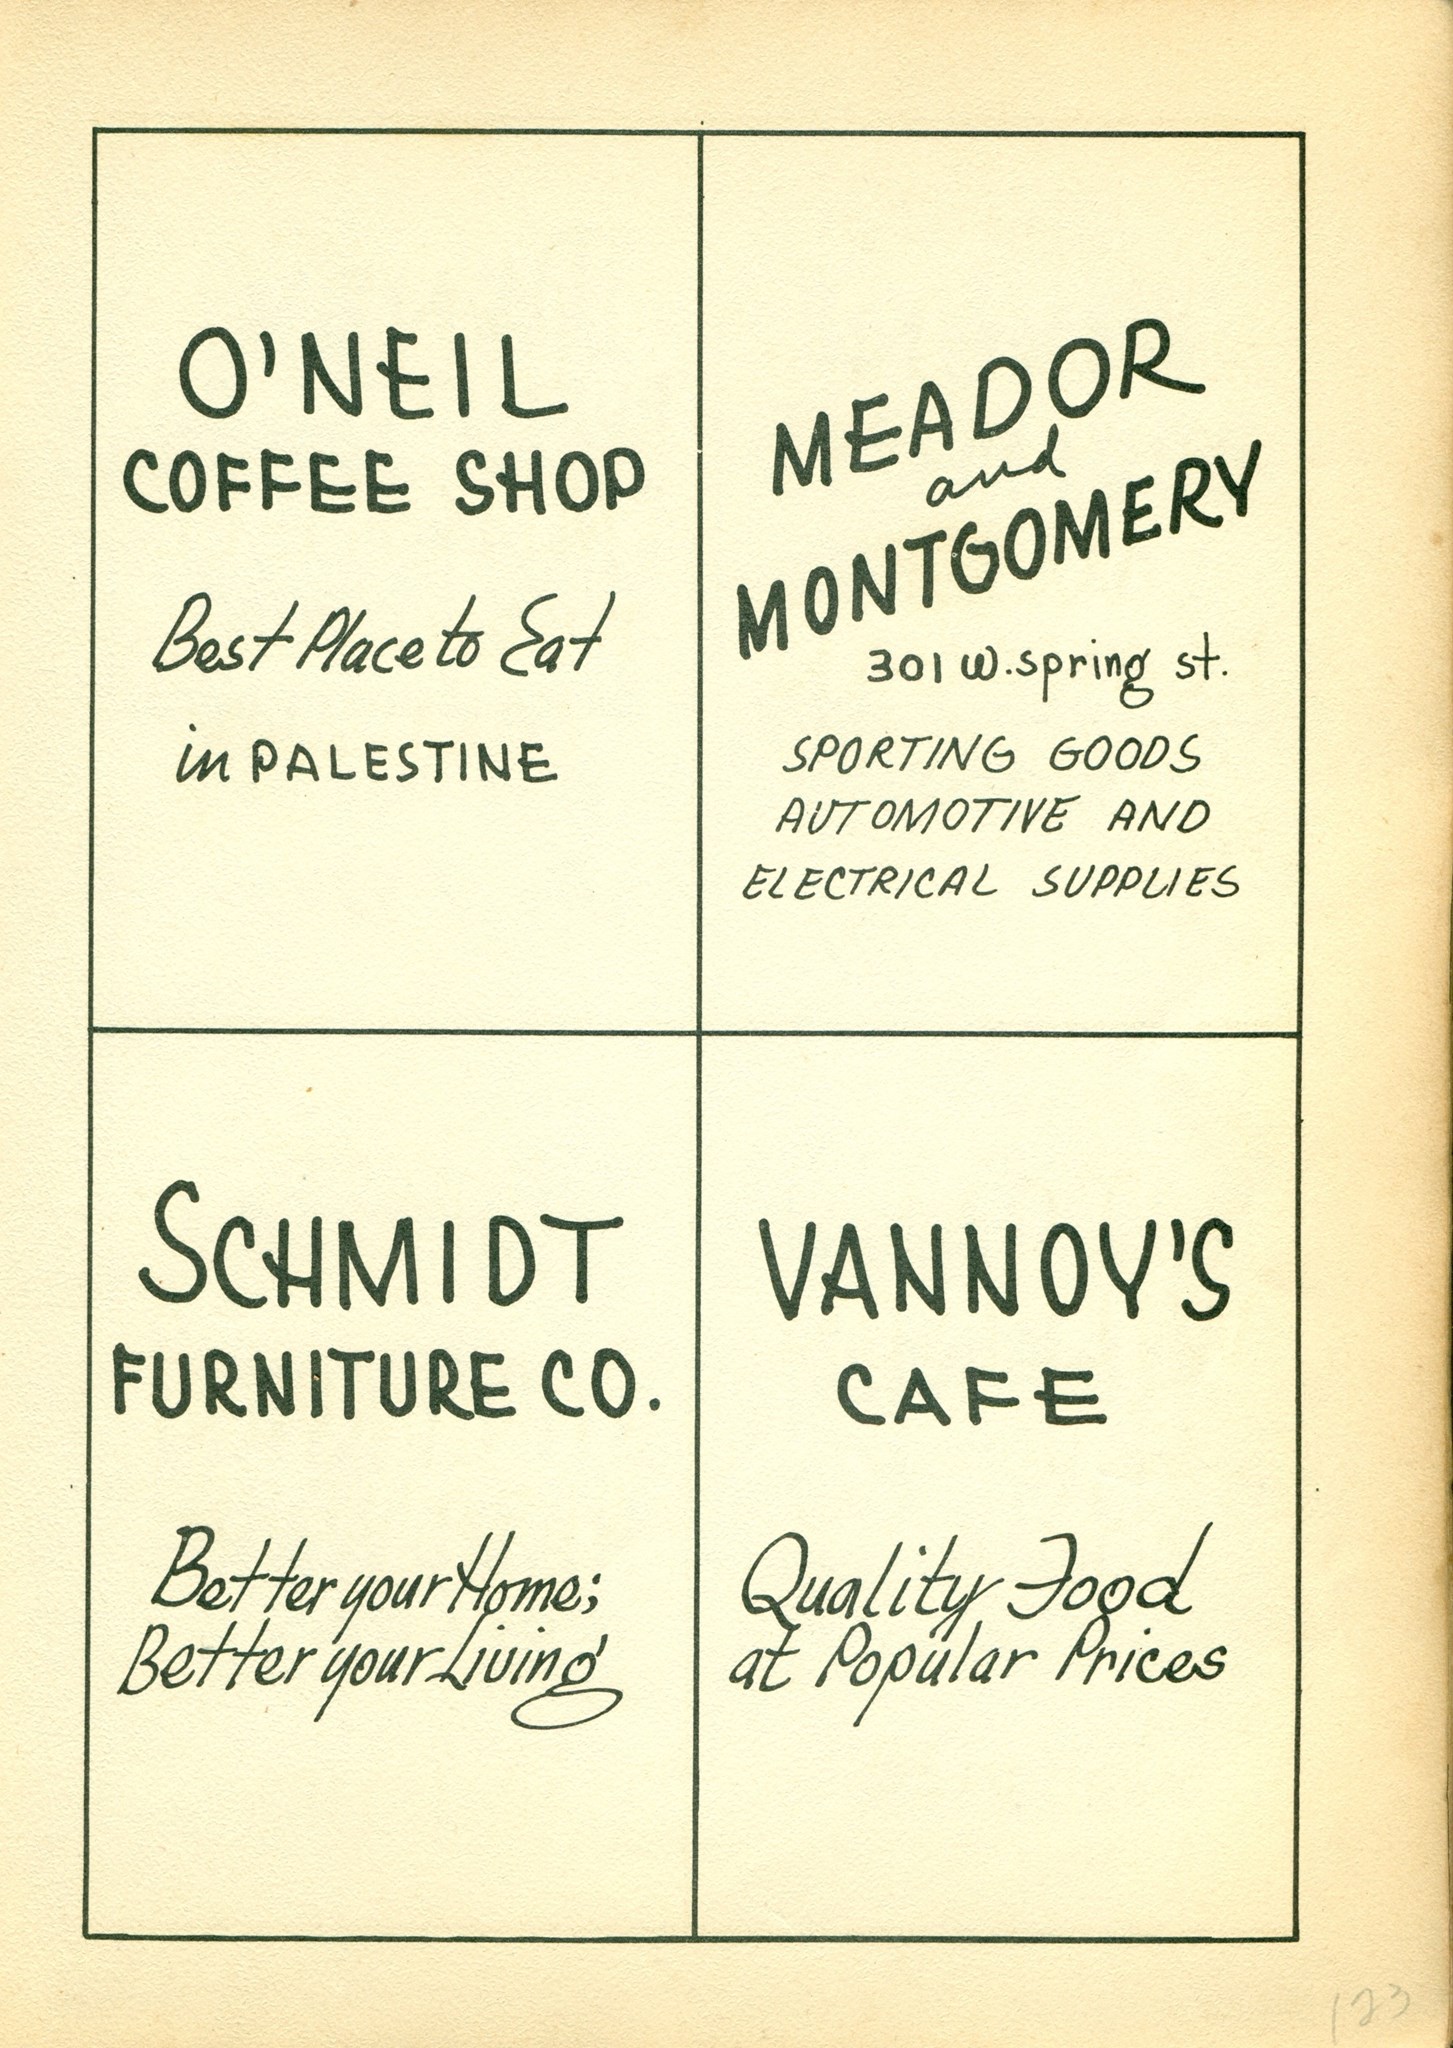 O'NEIL
COFFEE SHOP
Best Place to Eat
in PALESTINE
MEADOR
and
MONTGOMERY
301 W. spring st.
SPORTING GOODS
AUTOMOTIVE AND
ELECTRICAL SUPPLIES
SCHMIDT
FURNITURE CO.
Better your Home;
Better your Living
VANNOY'S
CAFE
Quality Food
at Popular Prices
123